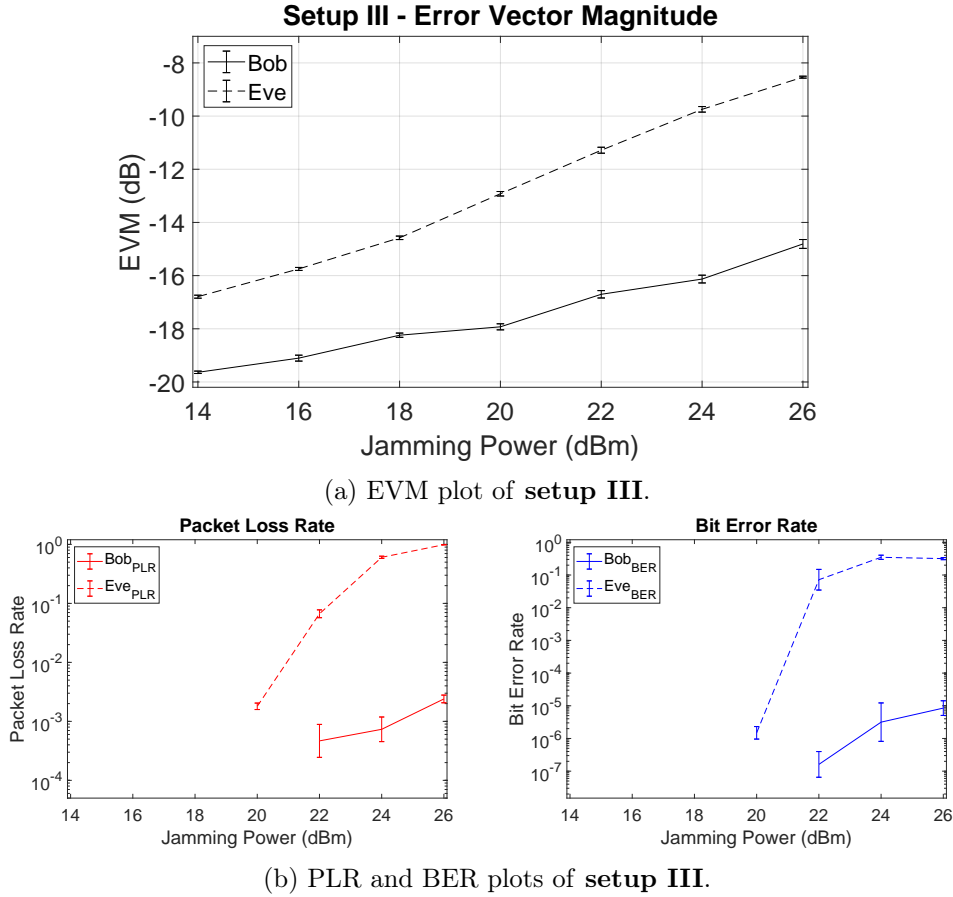 Setup III - Error Vector Magnitude
Bob
Eve
EVM (dB)
-8
-10
-12
-14
-16
-18
-20
14 16 18 20 22 24 26
Jamming Power (dBm)
(a) EVM plot of setup III.
Packet Loss Rate
Bob_PLR
Eve_PLR
Packet Loss Rate
10^0
10^-1
10^-2
10^-3
10^-4
14 16 18 20 22 24 26
Jamming Power (dBm)
Bit Error Rate
Bob_BER
Eve_BER
Bit Error Rate
10^0
10^-1
10^-2
10^-3
10^-4
10^-5
10^-6
10^-7
14 16 18 20 22 24 26
Jamming Power (dBm)
(b) PLR and BER plots of setup III.